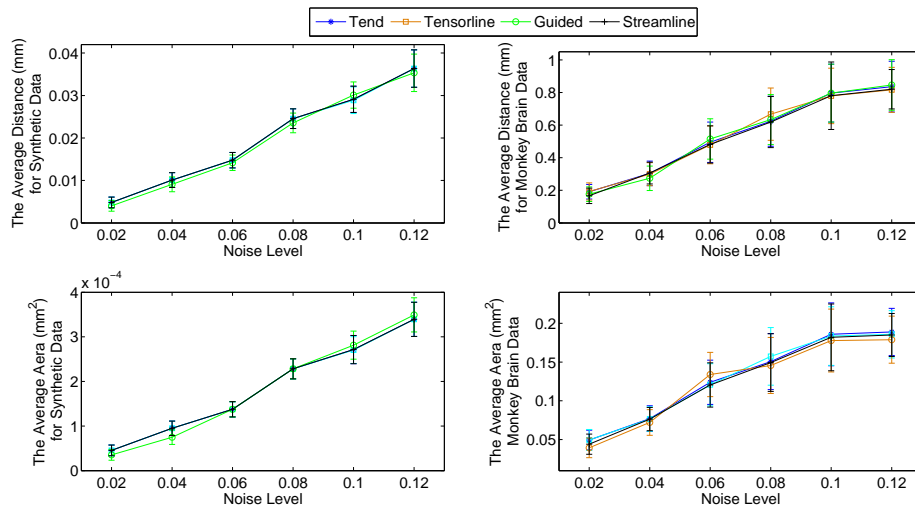 Tend Tensorline Guided Streamline
The Average Distance (mm)
for Synthetic Data
0.04
0.03
0.02
0.01
0
0.02 0.04 0.06 0.08 0.1 0.12
Noise Level
The Average Distance (mm)
for Monkey Brain Data
1
0.8
0.6
0.4
0.2
0
0.02 0.04 0.06 0.08 0.1 0.12
Noise Level
The Average Aera (mm²)
for Synthetic Data
x 10⁻⁴
4
3
2
1
0
0.02 0.04 0.06 0.08 0.1 0.12
Noise Level
The Average Aera (mm²)
Monkey Brain Data
0.2
0.15
0.1
0.05
0.02 0.04 0.06 0.08 0.1 0.12
Noise Level